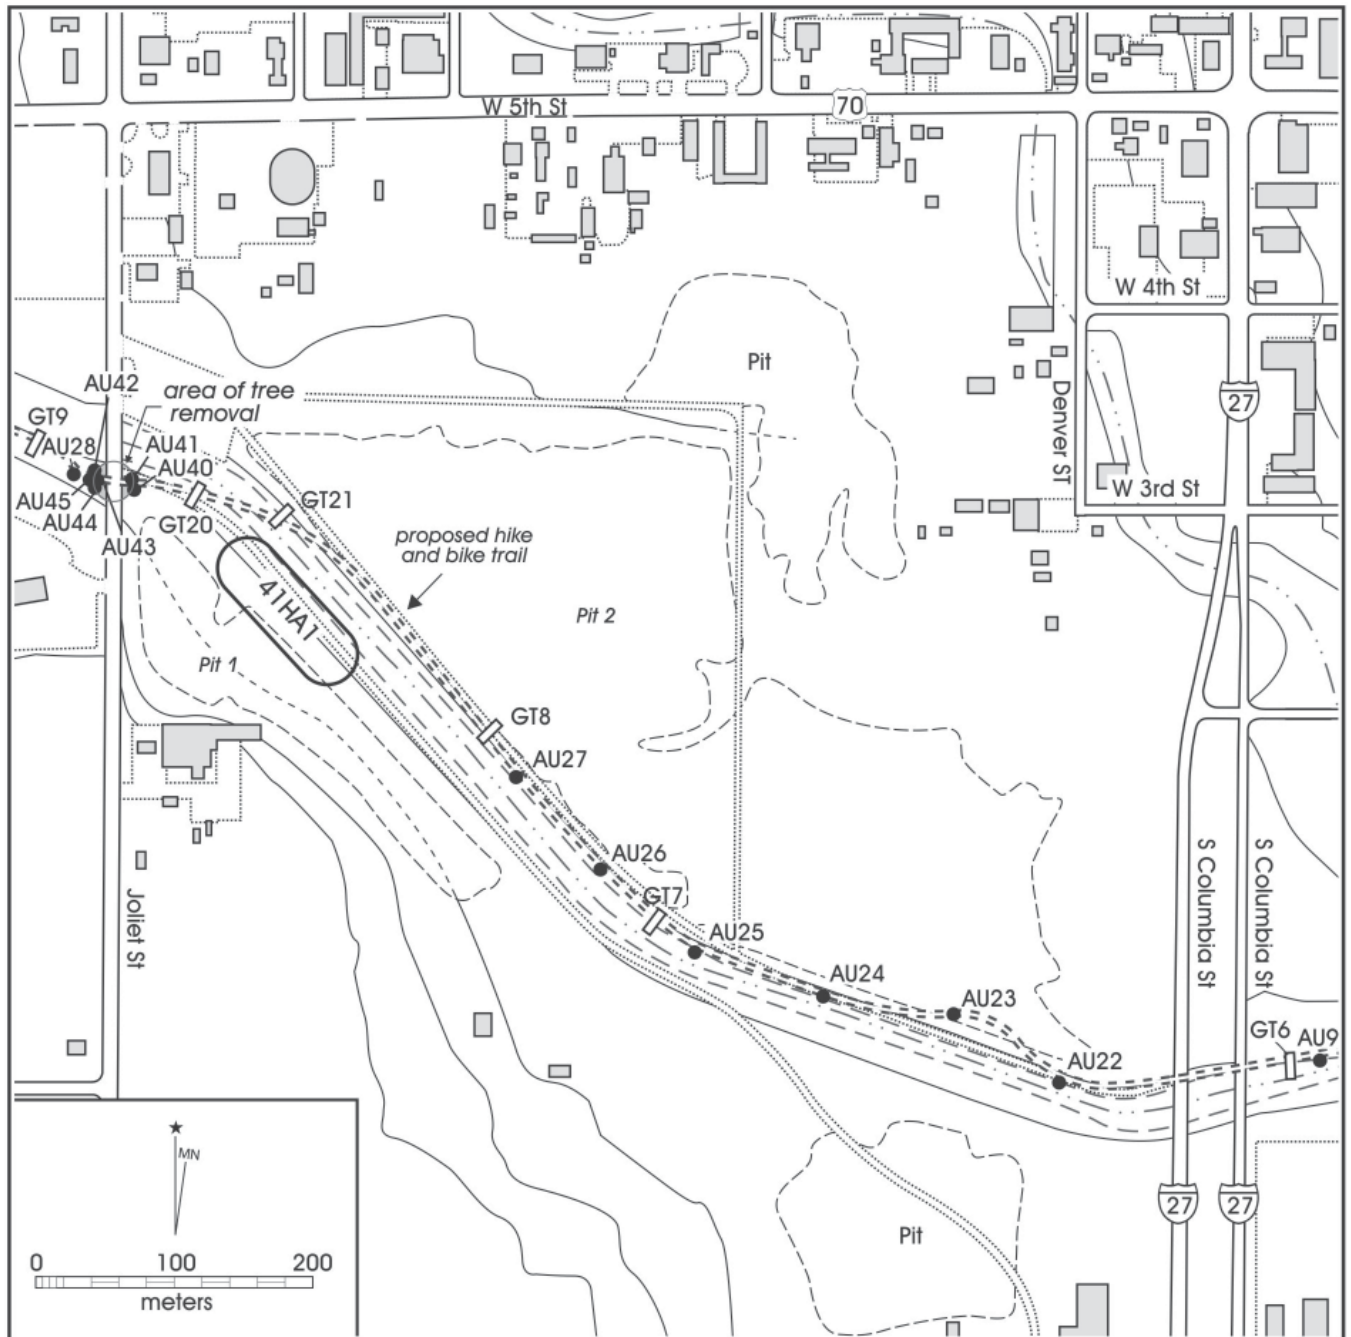 W 5th St
70
W 4th St
Pit
Denver ST
27
AU42
area of tree
removal
GT9
AU28
AU41
AU40
W 3rd St
AU45
AU44
GT20
GT21
AU43
proposed hike
and bike trail
41HA1
Pit 2
Pit 1
GT8
AU27
AU26
GT7
AU25
Joliet St
S Columbia St
S Columbia St
AU24
AU23
GT6
AU9
AU22
MN
27
27
Pit
0 100 200
meters